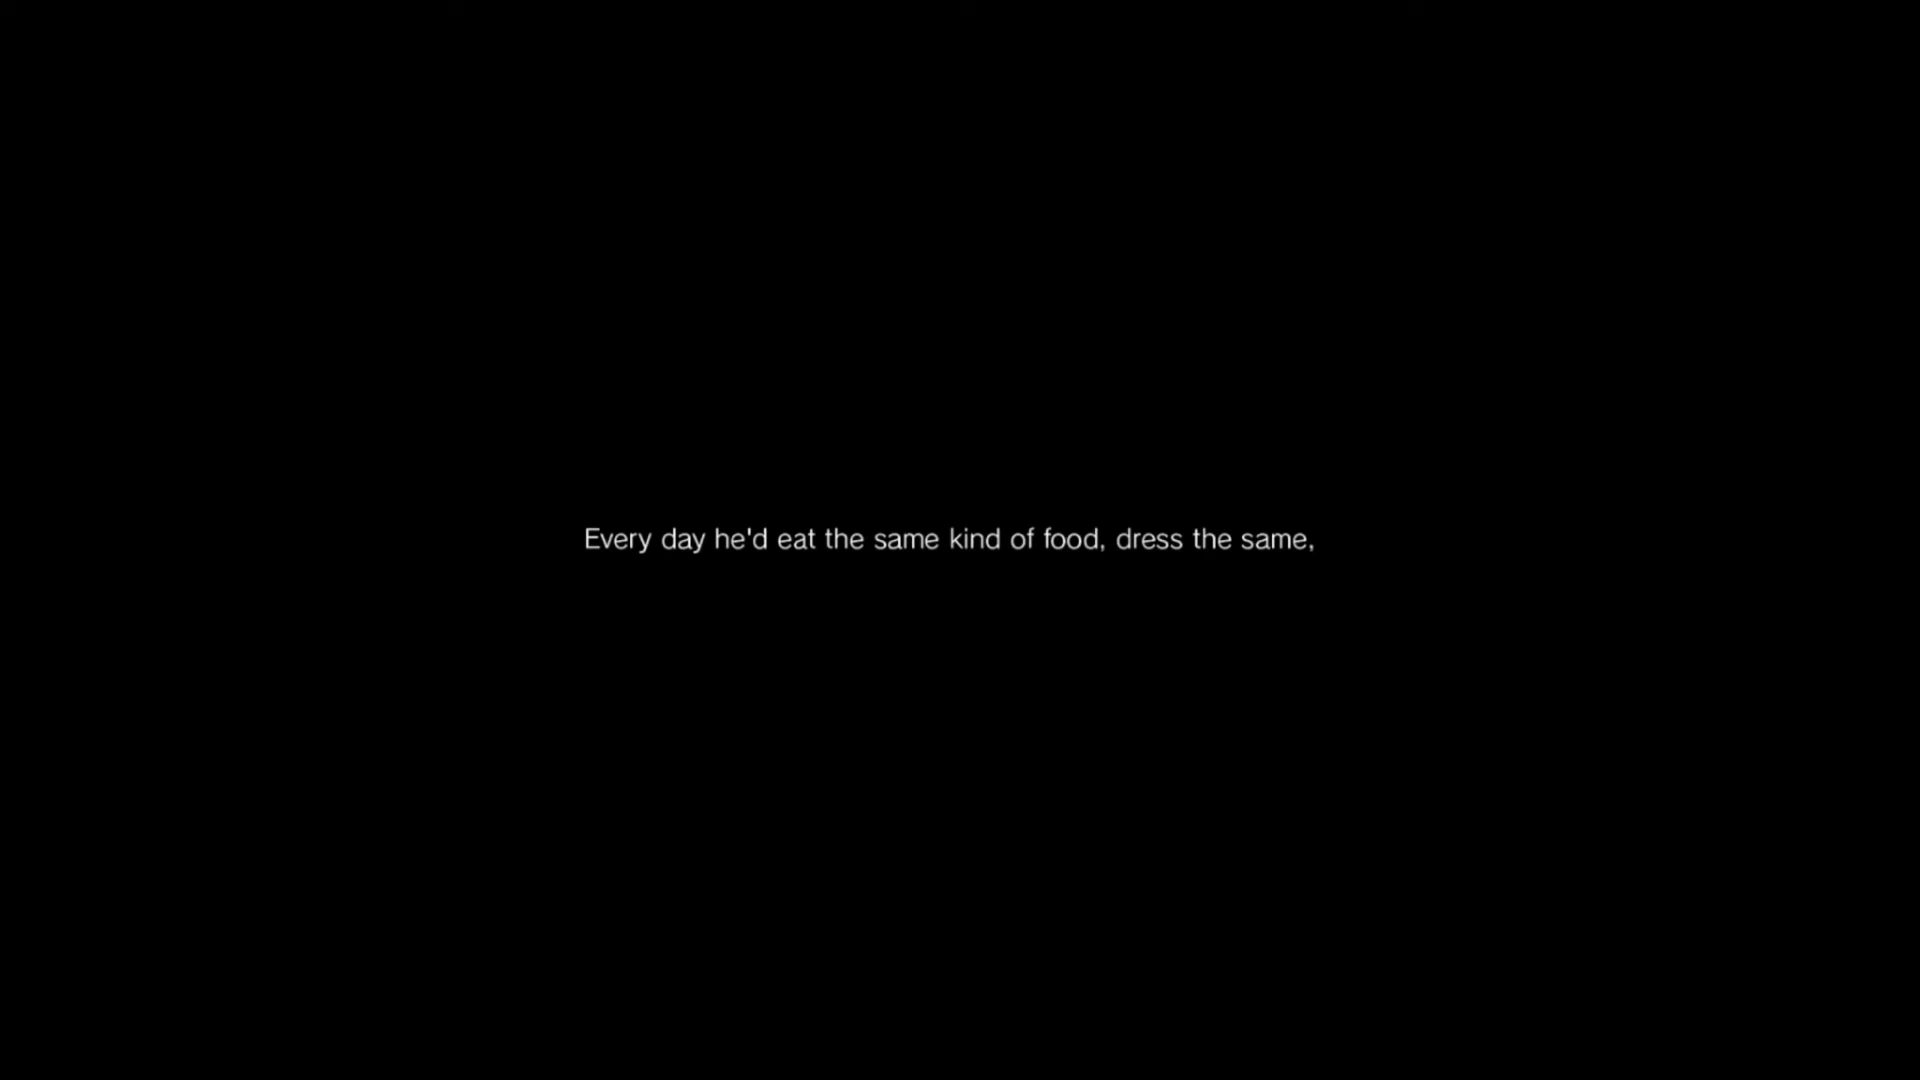 Every day he'd eat the same kind of food, dress the same,